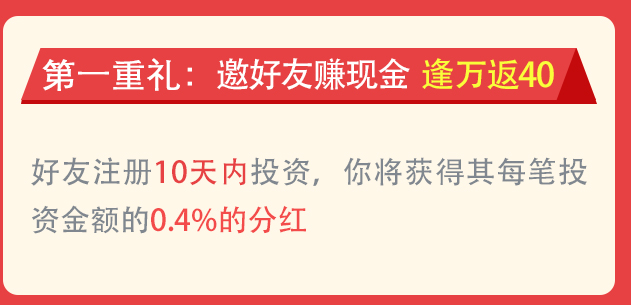 第一重礼：邀好友赚现金 逢万返40
好友注册10天内投资，你将获得其每笔投
资金额的0.4%的分红